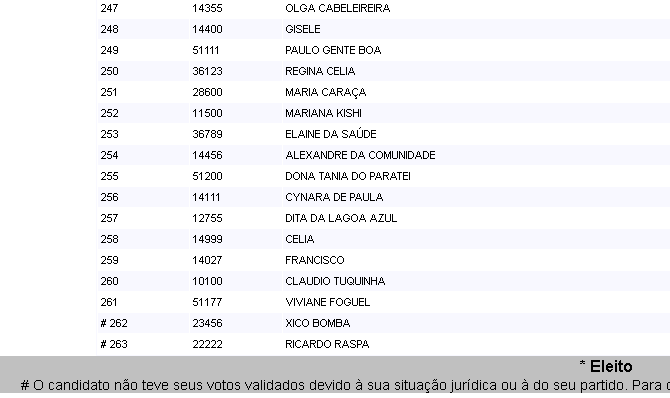 247 14355 OLGA CABELEIREIRA
248 14400 GISELE
249 51111 PAULO GENTE BOA
250 36123 REGINA CELIA
251 28600 MARIA CARAÇA
252 11500 MARIANA KISHI
253 36789 ELAINE DA SAÚDE
254 14456 ALEXANDRE DA COMUNIDADE
255 51200 DONA TANIA DO PARATEI
256 14111 CYNARA DE PAULA
257 12755 DITA DA LAGOA AZUL
258 14999 CELIA
259 14027 FRANCISCO
260 10100 CLAUDIO TUQUINHA
261 51177 VIVIANE FOGUEL
# 262 23456 XICO BOMBA
# 263 22222 RICARDO RASPA
* Eleito
# O candidato não teve seus votos validados devido à sua situação jurídica ou à do seu partido. Para